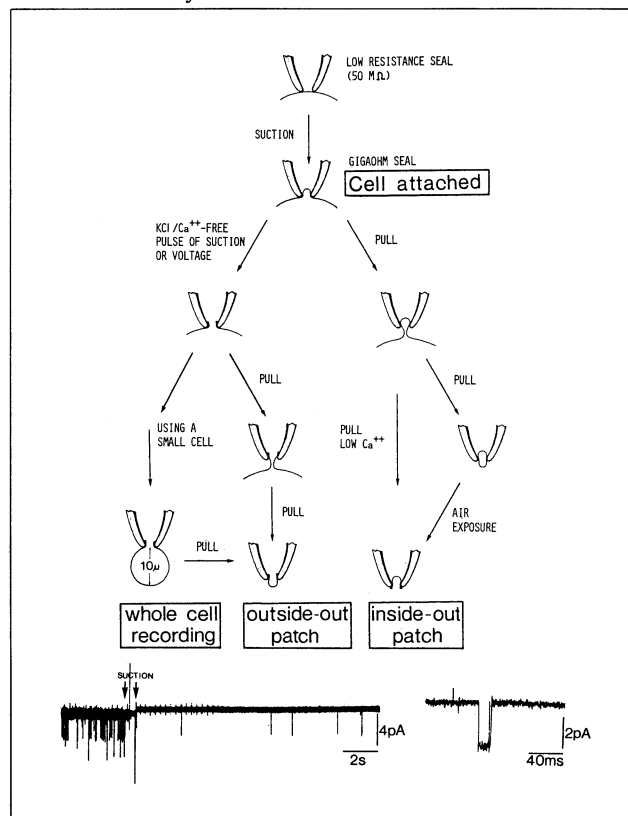 LOW RESISTANCE SEAL
(50 MΩ)
SUCTION
GIGAOHM SEAL
Cell attached
KCl/Ca++-FREE
PULSE OF SUCTION
OR VOLTAGE
PULL
PULL
PULL
USING A
SMALL CELL
PULL
LOW Ca++
PULL
AIR
EXPOSURE
10μ
PULL
whole cell
recording
outside-out
patch
inside-out
patch
SUCTION
4pA
2s
2pA
40ms